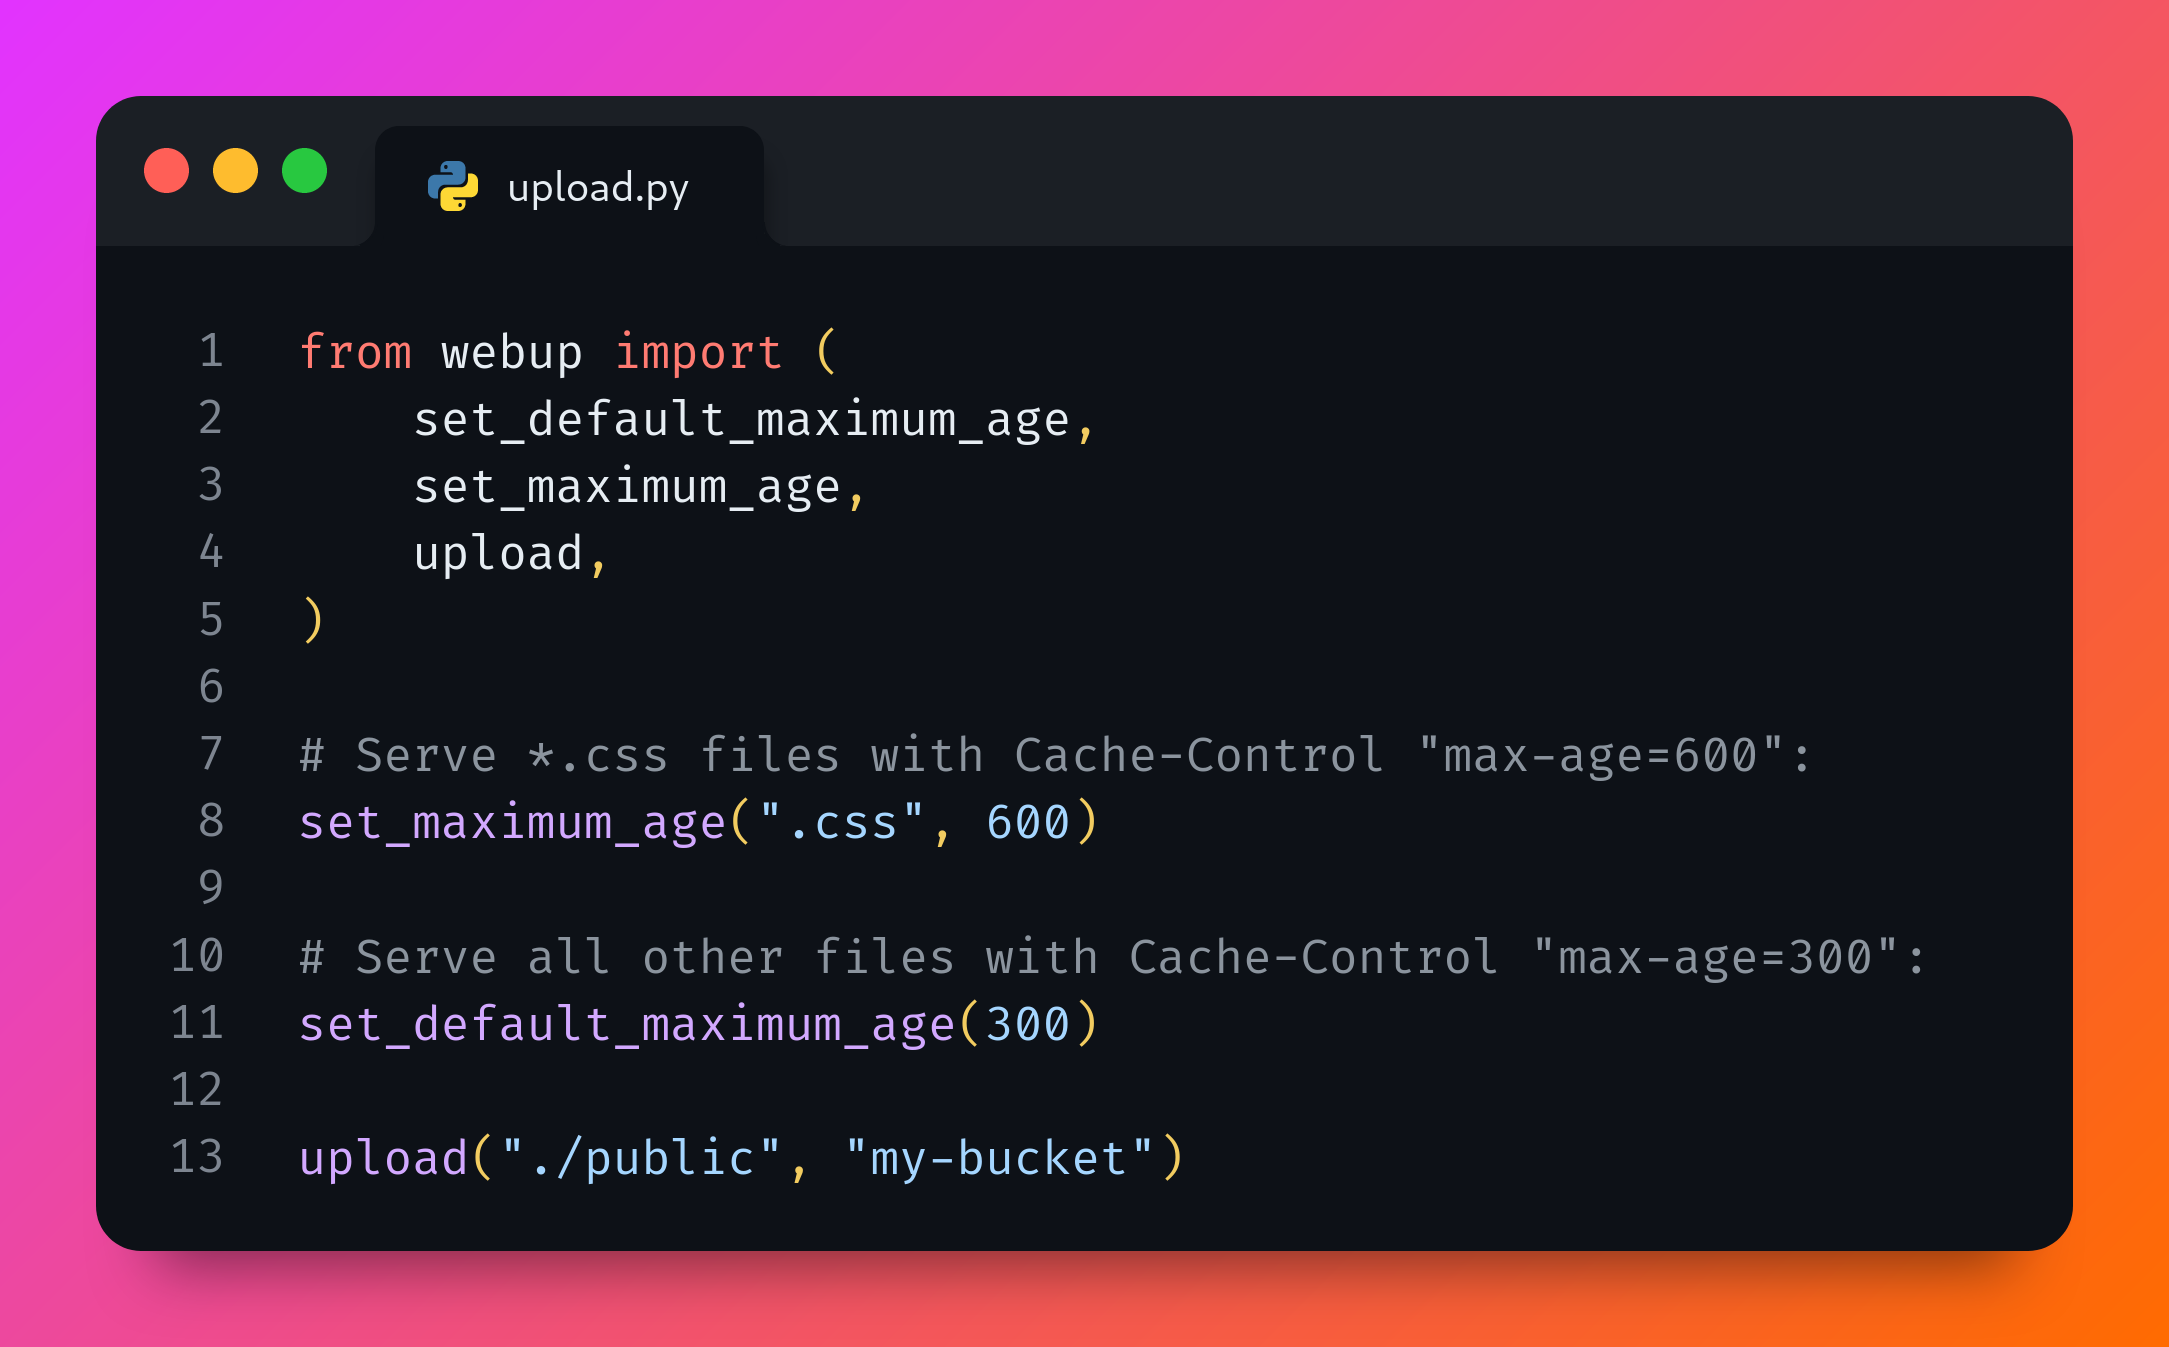 upload.py
1 from webup import (
2     set_default_maximum_age,
3     set_maximum_age,
4     upload,
5 )
6
7 # Serve *.css files with Cache-Control "max-age=600":
8 set_maximum_age(".css", 600)
9
10 # Serve all other files with Cache-Control "max-age=300":
11 set_default_maximum_age(300)
12
13 upload("./public", "my-bucket")